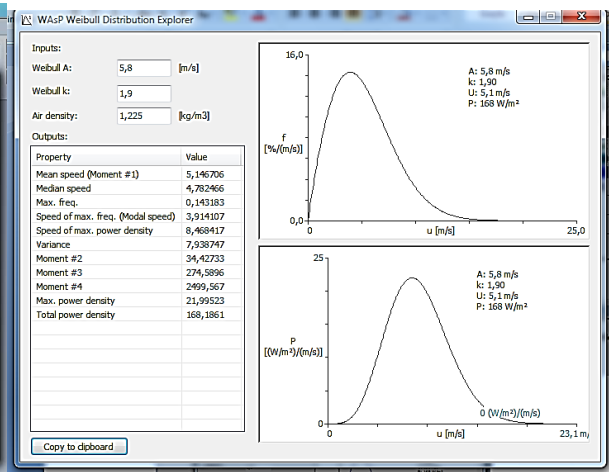 WAsP Weibull Distribution Explorer
Inputs:
Weibull A: 5,8 [m/s]
Weibull k: 1,9
Air density: 1,225 [kg/m3]
Outputs:
Property Value
Mean speed (Moment #1) 5,146706
Median speed 4,782466
Max. freq. 0,143183
Speed of max. freq. (Modal speed) 3,914107
Speed of max. power density 8,468417
Variance 7,938747
Moment #2 34,42733
Moment #3 274,5896
Moment #4 2499,567
Max. power density 21,99523
Total power density 168,1861
Copy to clipboard
16,0
A: 5,8 m/s
k: 1,90
U: 5,1 m/s
P: 168 W/m²
f
[%/(m/s)]
0,0
0 u [m/s] 25,0
25
A: 5,8 m/s
k: 1,90
U: 5,1 m/s
P: 168 W/m²
P
[(W/m²)/(m/s)]
0 (W/m²)/(m/s)
0
0 u [m/s] 23,1 m/